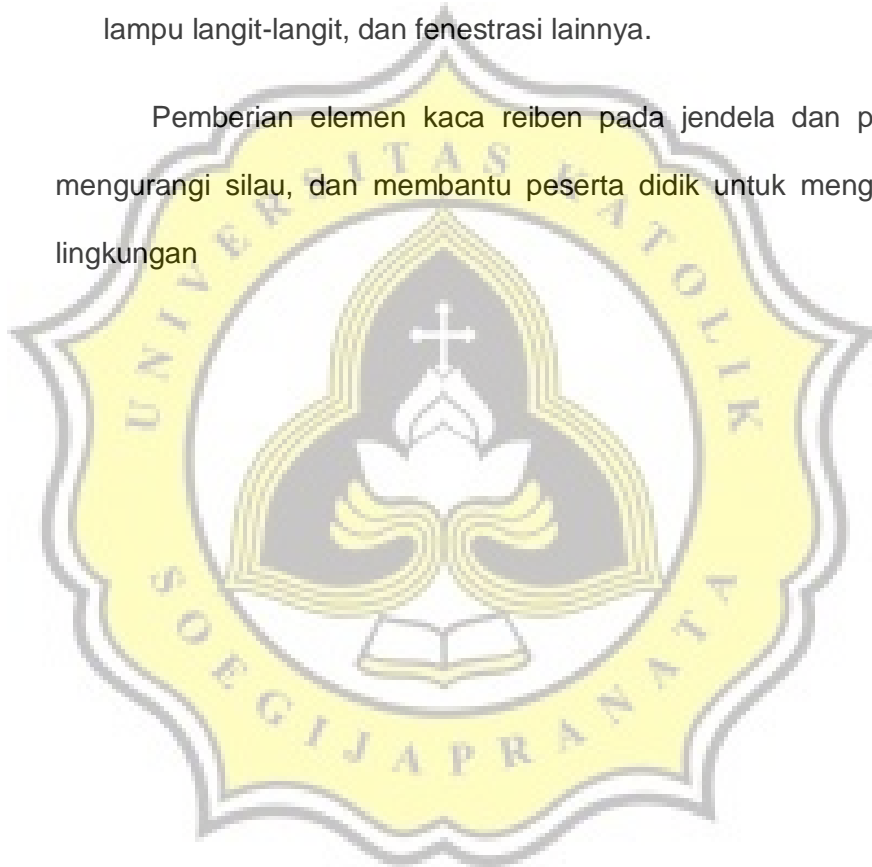 lampu langit-langit, dan fenestrasi lainnya.
Pemberian elemen kaca reiben pada jendela dan p
mengurangi silau, dan membantu peserta didik untuk meng
lingkungan
UNIVERSITAS KATOLIK
SOEGIJAPRANATA